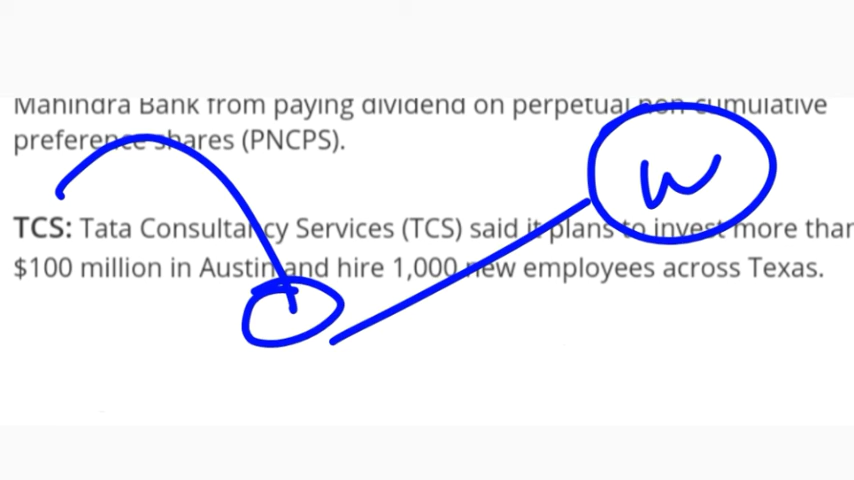 Mahindra Bank from paying dividend on perpetual non-cumulative
preference shares (PNCPS).
W
TCS: Tata Consultancy Services (TCS) said it plans to invest more than
$100 million in Austin and hire 1,000 new employees across Texas.